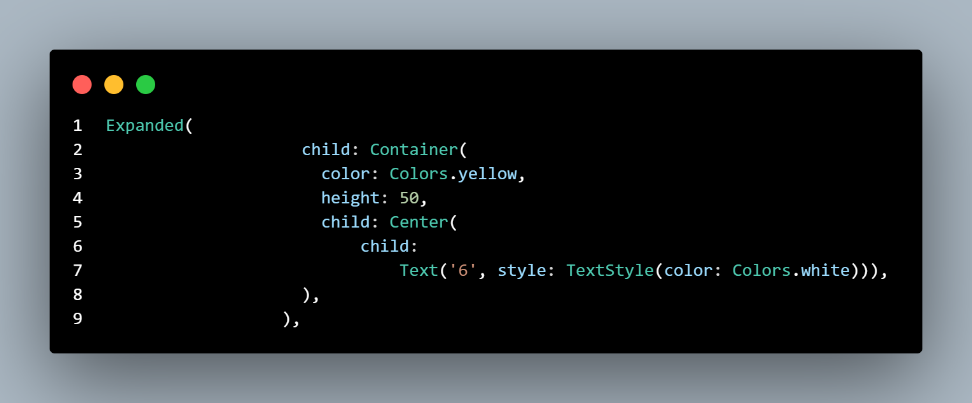 1 Expanded(
2 child: Container(
3 color: Colors.yellow,
4 height: 50,
5 child: Center(
6 child:
7 Text('6', style: TextStyle(color: Colors.white))),
8 ),
9 ),